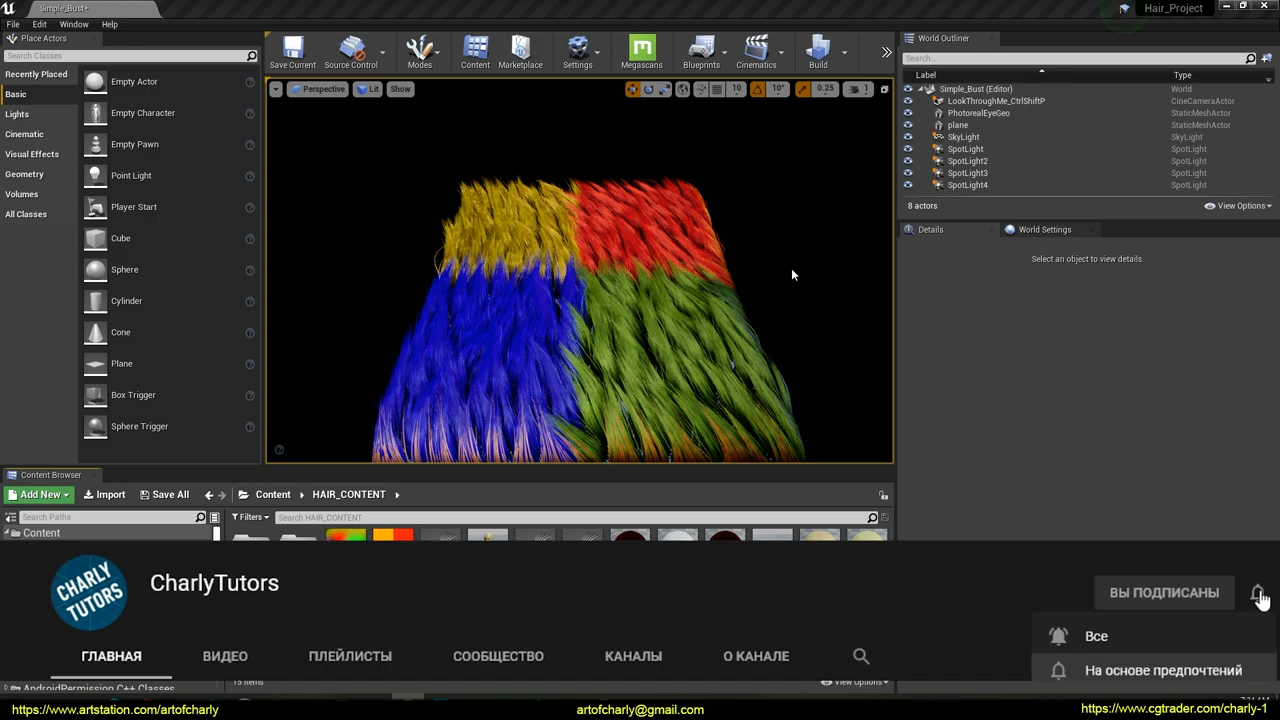 Simple_Bust*
Hair_Project
File Edit Window Help
Place Actors
Search Classes
Recently Placed
Basic
Lights
Cinematic
Visual Effects
Geometry
Volumes
All Classes
Empty Actor
Empty Character
Empty Pawn
Point Light
Player Start
Cube
Sphere
Cylinder
Cone
Plane
Box Trigger
Sphere Trigger
Save Current Source Control Modes Content Marketplace Settings Megascans Blueprints Cinematics Build
Perspective Lit Show 10 10° 0.25 1
World Outliner
Search...
Label Type
Simple_Bust (Editor) World
LookThroughMe_CtrlShiftP CineCameraActor
PhotorealEyeGeo StaticMeshActor
plane StaticMeshActor
SkyLight SkyLight
SpotLight SpotLight
SpotLight2 SpotLight
SpotLight3 SpotLight
SpotLight4 SpotLight
8 actors View Options
Details World Settings
Select an object to view details.
Content Browser
Add New Import Save All Content HAIR_CONTENT
Search Paths Filters Search HAIR_CONTENT
Content
CHARLY
TUTORS
CharlyTutors
ВЫ ПОДПИСАНЫ
Все
На основе предпочтений
ГЛАВНАЯ ВИДЕО ПЛЕЙЛИСТЫ СООБЩЕСТВО КАНАЛЫ О КАНАЛЕ
AndroidPermission C++ Classes 15 items View Options
https://www.artstation.com/artofcharly artofcharly@gmail.com https://www.cgtrader.com/charly-1